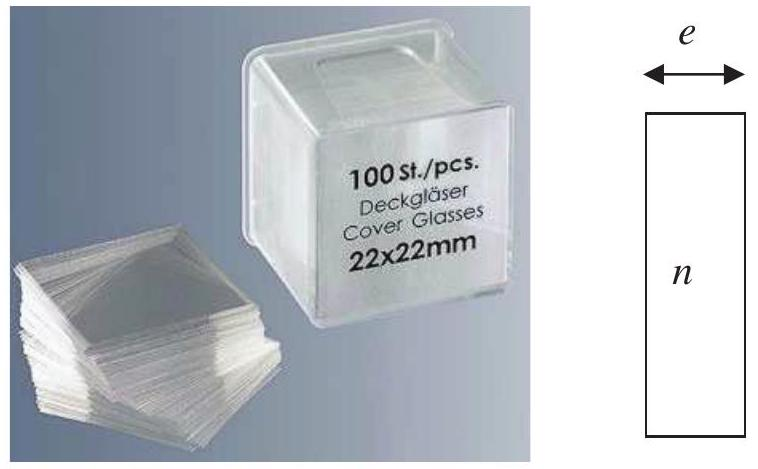 100 St./pcs.
Deckgläser
Cover Glasses
22x22mm
e
n